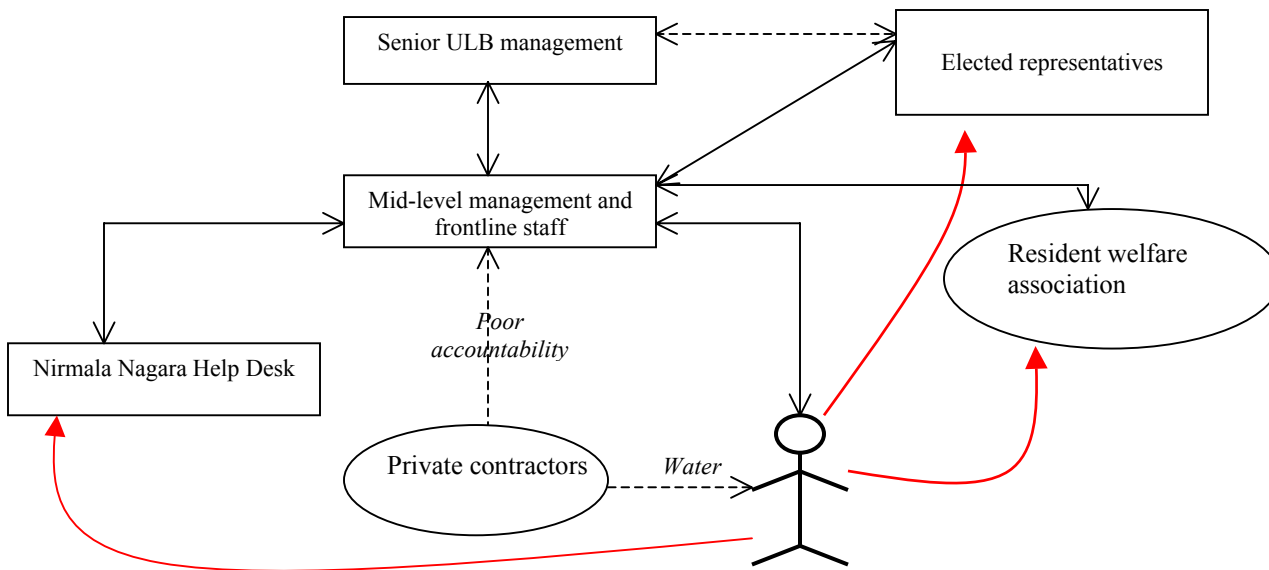 Senior ULB management
Elected representatives
Mid-level management and
frontline staff
Resident welfare
association
Poor
accountability
Nirmala Nagara Help Desk
Private contractors
Water